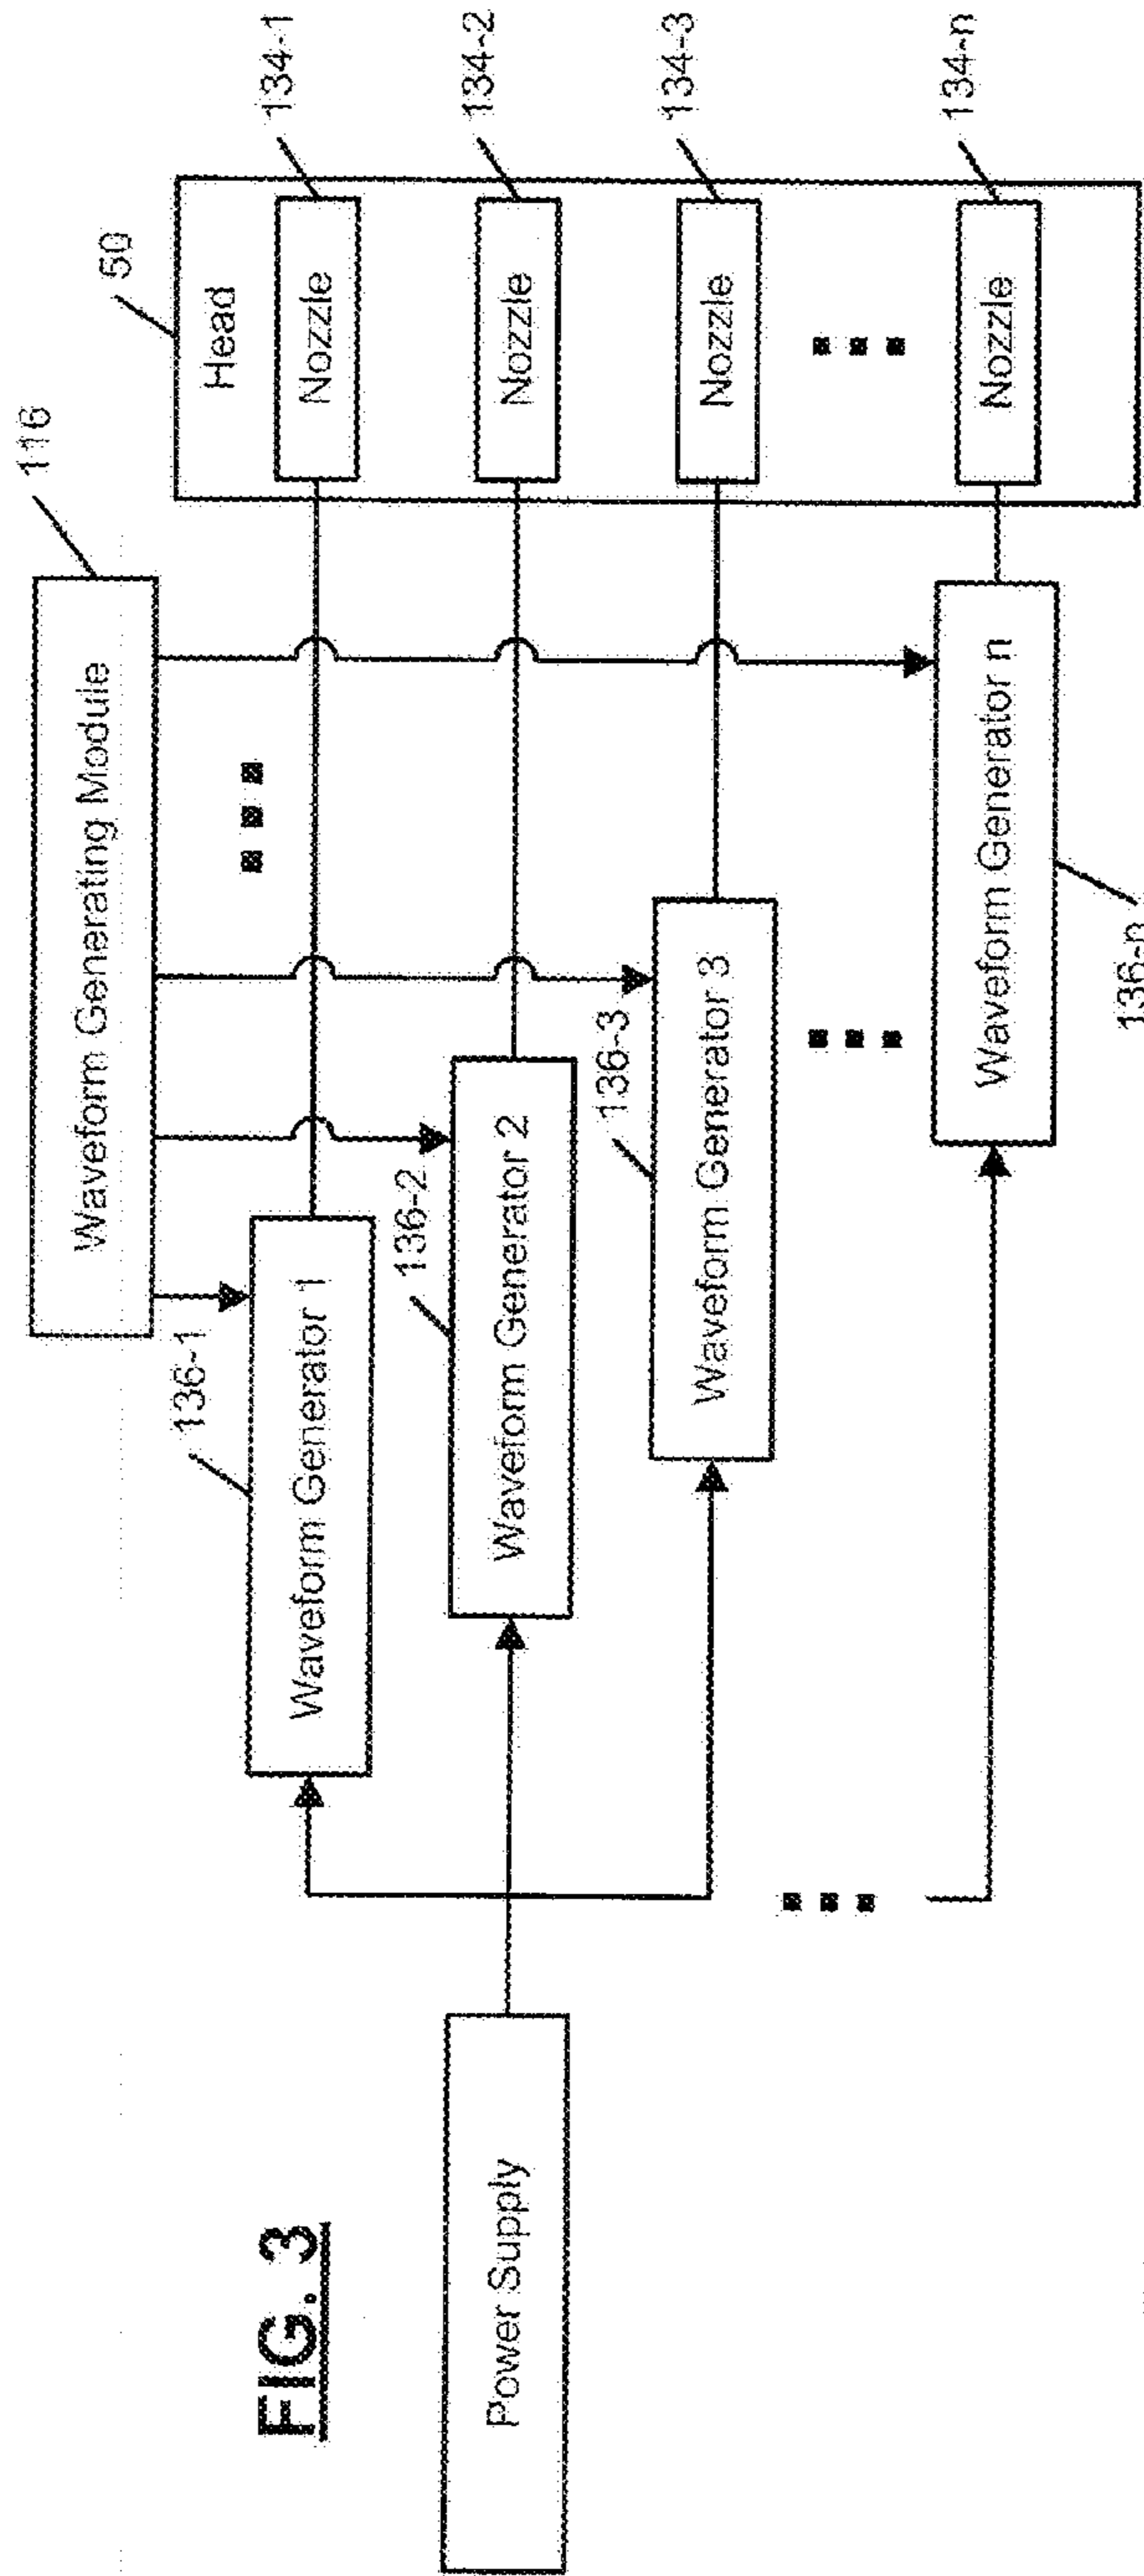 FIG. 3
Waveform Generating Module
116
50
Head
136-1
Waveform Generator 1
Nozzle
134-1
136-2
Waveform Generator 2
Nozzle
134-2
Power Supply
136-3
Waveform Generator 3
Nozzle
134-3
Waveform Generator n
136-n
Nozzle
134-n